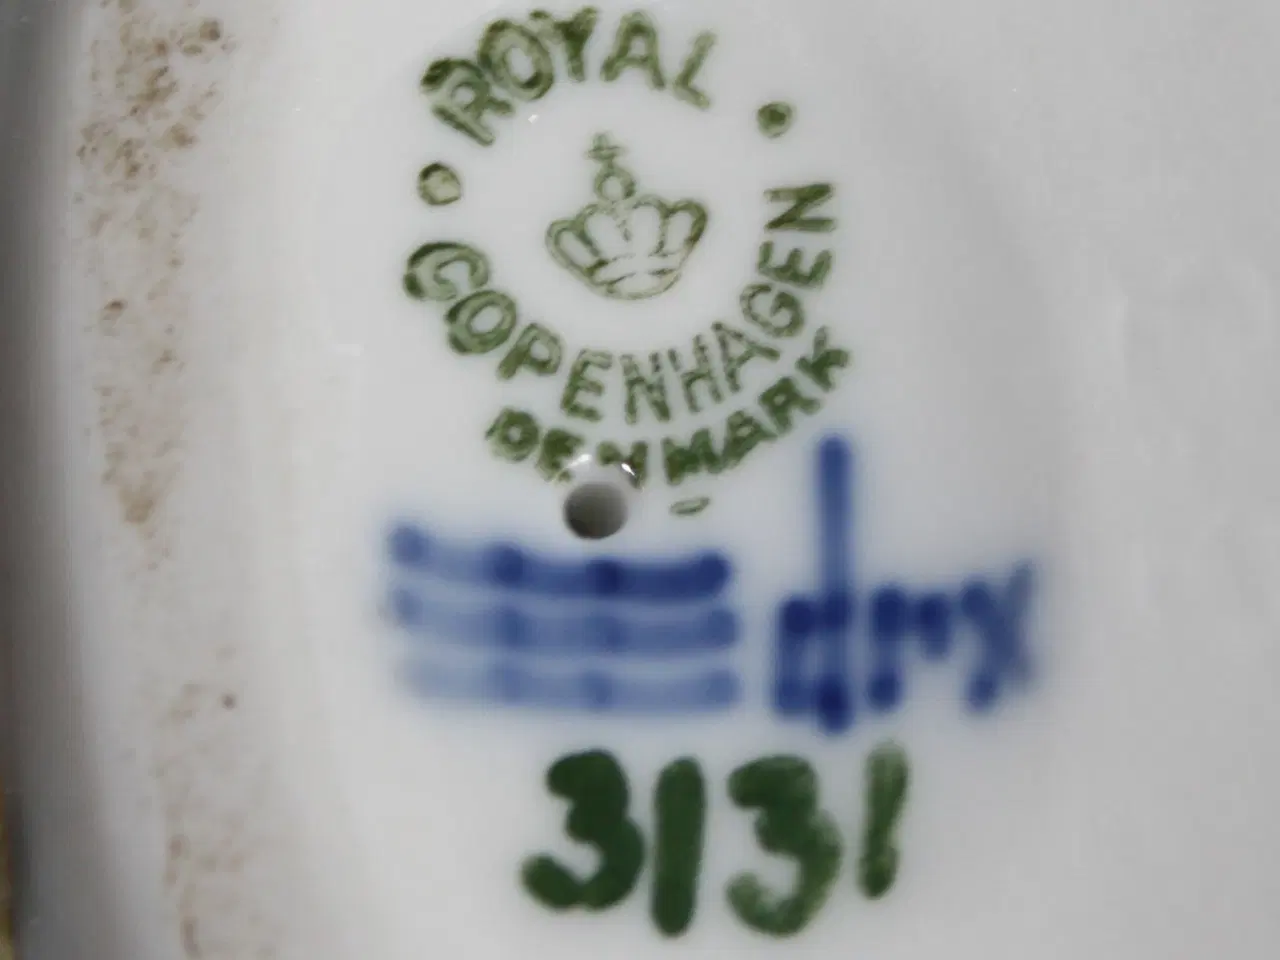 ROYAL
COPENHAGEN
DENMARK
3131